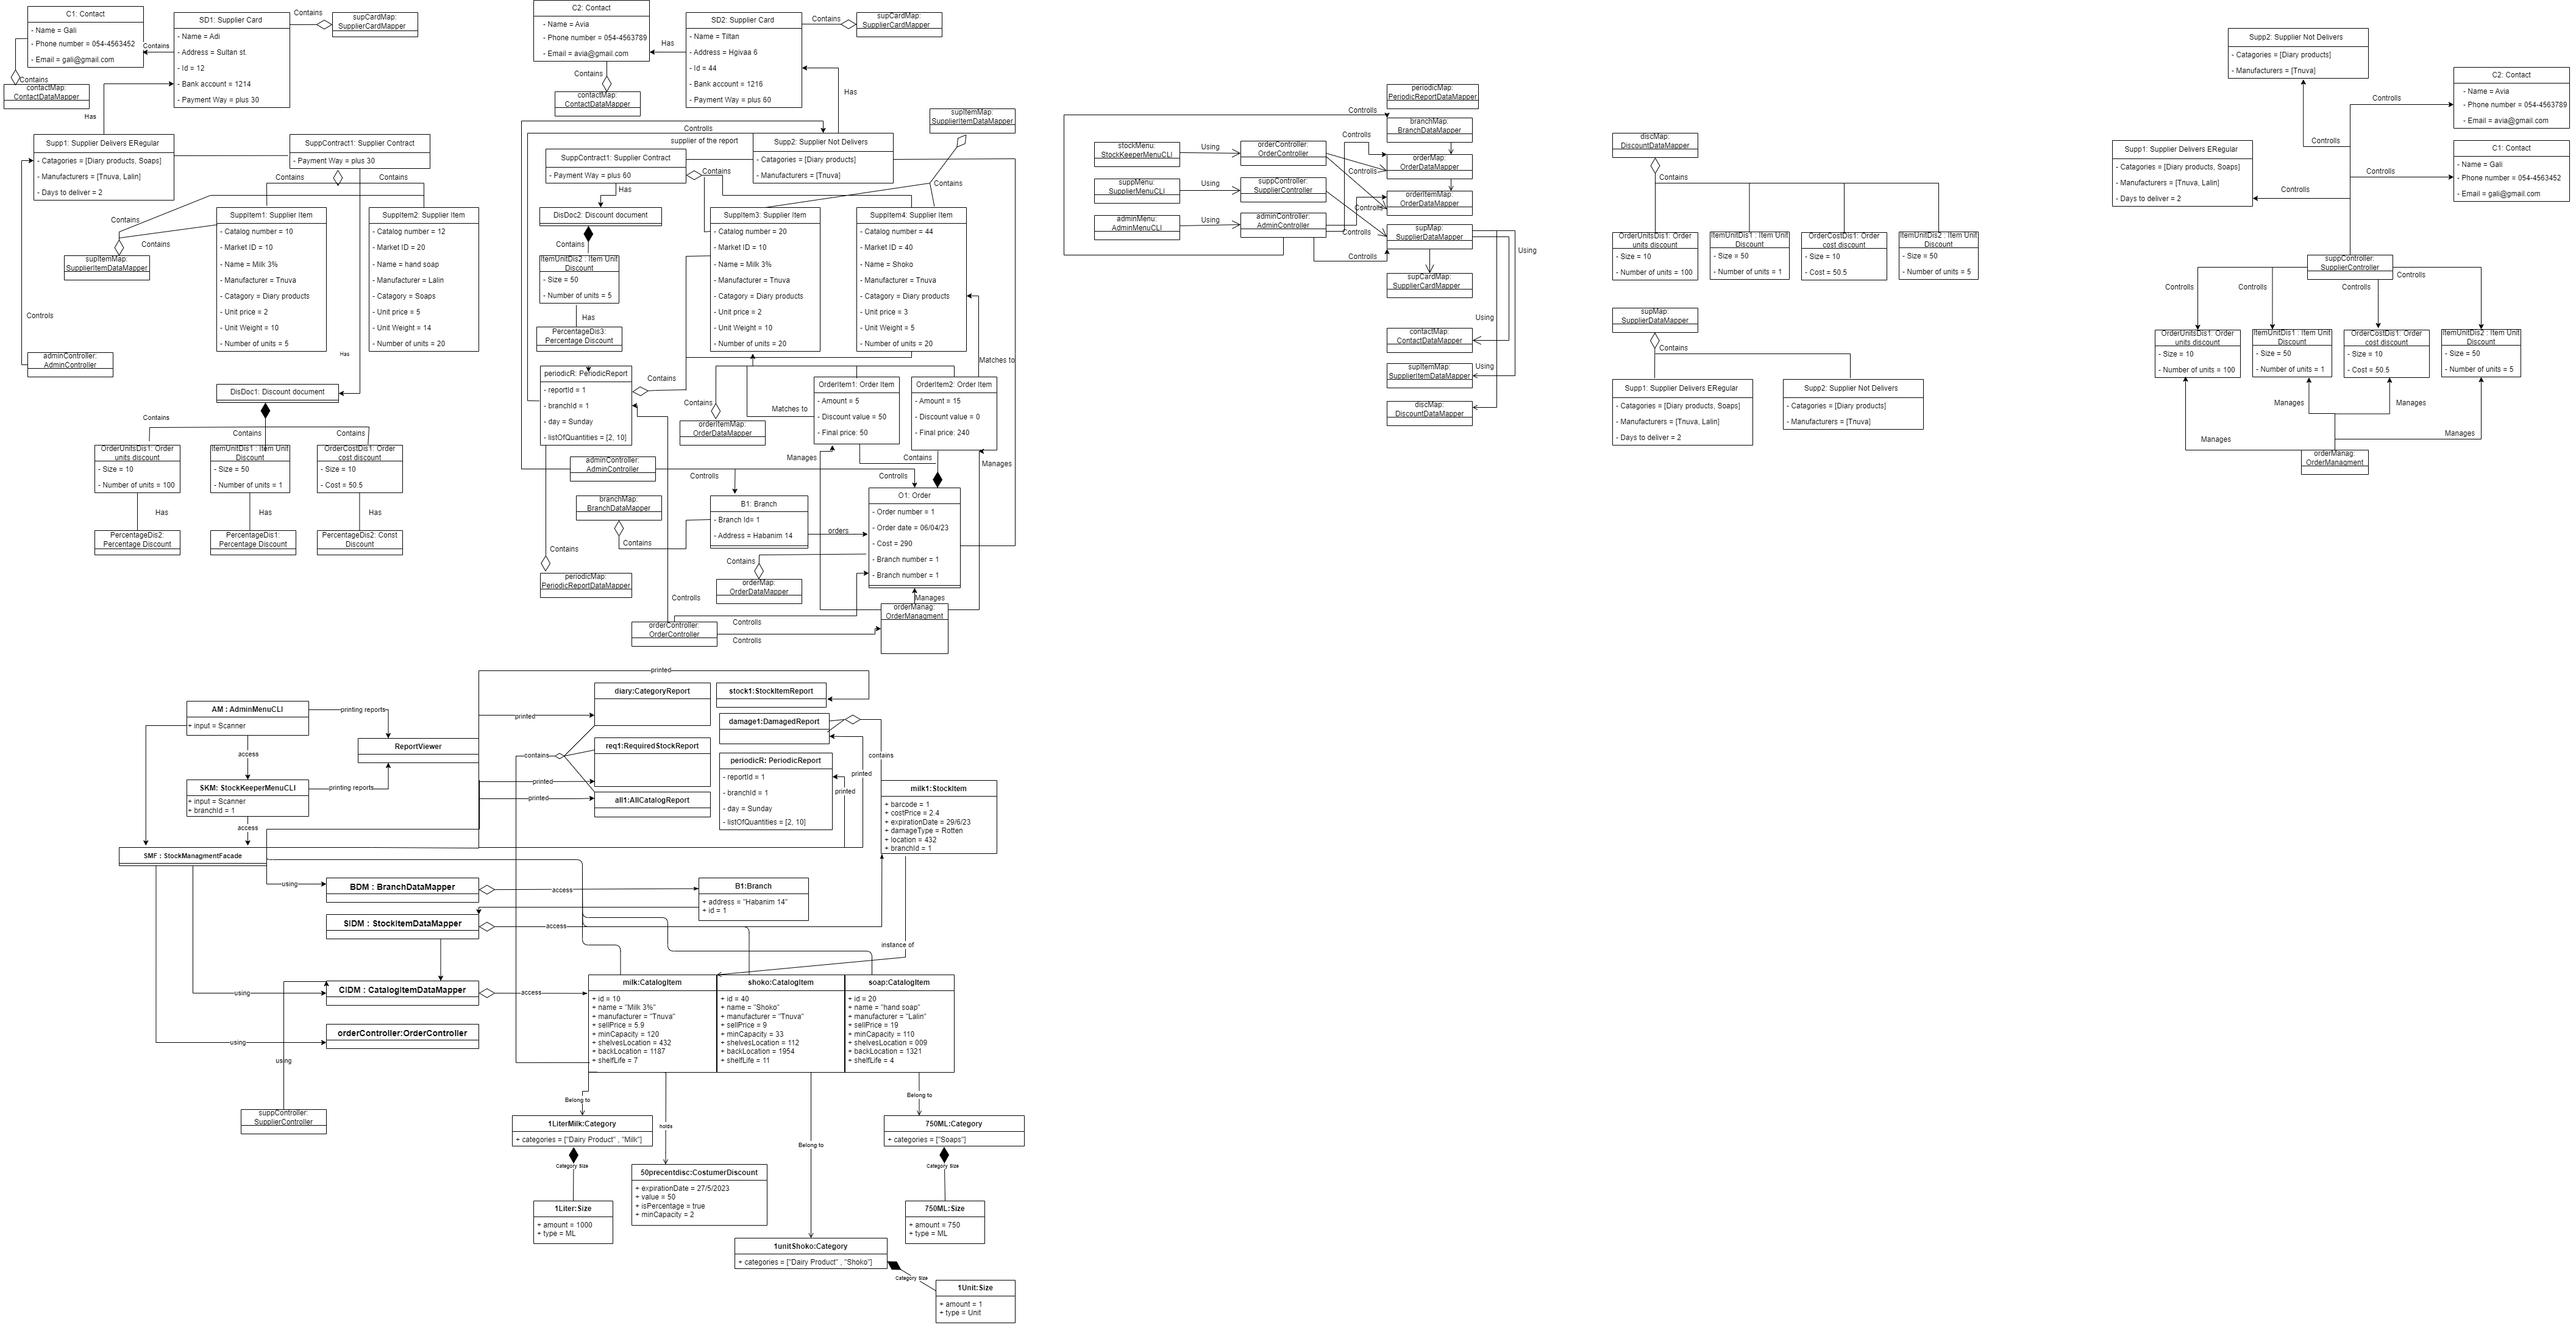 C1: Contact
- Name = Gali
- Phone number = 054-4563452
- Email = gali@gmail.com
Contains
contactMap:
ContactDataMapper
Contains
SD1: Supplier Card
- Name = Adi
- Address = Sultan st.
- Id = 12
- Bank account = 1214
- Payment Way = plus 30
Contains
supCardMap:
SupplierCardMapper
Has
Supp1: Supplier Delivers ERegular
- Catagories = [Diary products, Soaps]
- Manufacturers = [Tnuva, Lalin]
- Days to deliver = 2
SuppContract1: Supplier Contract
- Payment Way = plus 30
Contains
Contains
Contains
Contains
supItemMap:
SupplierItemDataMapper
SuppItem1: Supplier Item
- Catalog number = 10
- Market ID = 10
- Name = Milk 3%
- Manufacturer = Tnuva
- Catagory = Diary products
- Unit price = 2
- Unit Weight = 10
- Number of units = 5
SuppItem2: Supplier Item
- Catalog number = 12
- Market ID = 20
- Name = hand soap
- Manufacturer = Lalin
- Catagory = Soaps
- Unit price = 5
- Unit Weight = 14
- Number of units = 20
Controls
adminController:
AdminController
Has
DisDoc1: Discount document
Contains
Contains
Contains
OrderUnitsDis1: Order
units discount
- Size = 10
- Number of units = 100
ItemUnitDis1 : Item Unit
Discount
- Size = 50
- Number of units = 1
OrderCostDis1: Order
cost discount
- Size = 10
- Cost = 50.5
Has
Has
Has
PercentageDis2:
Percentage Discount
PercentageDis1:
Percentage Discount
PercentageDis2: Const
Discount
C2: Contact
- Name = Avia
- Phone number = 054-4563789
- Email = avia@gmail.com
Has
Contains
contactMap:
ContactDataMapper
SD2: Supplier Card
- Name = Tiltan
- Address = Hgivaa 6
- Id = 44
- Bank account = 1216
- Payment Way = plus 60
Contains
supCardMap:
SupplierCardMapper
Has
supItemMap:
SupplierItemDataMapper
Controlls
supplier of the report
SuppContract1: Supplier Contract
- Payment Way = plus 60
Supp2: Supplier Not Delivers
- Catagories = [Diary products]
- Manufacturers = [Tnuva]
Contains
Contains
Has
DisDoc2: Discount document
Contains
ItemUnitDis2 : Item Unit
Discount
- Size = 50
- Number of units = 5
Has
PercentageDis3:
Percentage Discount
SuppItem3: Supplier Item
- Catalog number = 20
- Market ID = 10
- Name = Milk 3%
- Manufacturer = Tnuva
- Catagory = Diary products
- Unit price = 2
- Unit Weight = 10
- Number of units = 20
SuppItem4: Supplier Item
- Catalog number = 44
- Market ID = 40
- Name = Shoko
- Manufacturer = Tnuva
- Catagory = Diary products
- Unit price = 3
- Unit Weight = 5
- Number of units = 20
Matches to
periodicR: PeriodicReport
- reportId = 1
- branchId = 1
- day = Sunday
- listOfQuantities = [2, 10]
Contains
Contains
orderItemMap:
OrderDataMapper
Matches to
OrderItem1: Order Item
- Amount = 5
- Discount value = 50
- Final price: 50
OrderItem2: Order Item
- Amount = 15
- Discount value = 0
- Final price: 240
Manages
Contains
Manages
adminController:
AdminController
Controlls
Controlls
branchMap:
BranchDataMapper
Contains
B1: Branch
- Branch Id= 1
- Address = Habanim 14
orders
O1: Order
- Order number = 1
- Order date = 06/04/23
- Cost = 290
- Branch number = 1
- Branch number = 1
Contains
periodicMap:
PeriodicReportDataMapper
Contains
orderMap:
OrderDataMapper
Controlls
Manages
orderManag:
OrderManagment
orderController:
OrderController
Controlls
Controlls
stockMenu:
StockKeeperMenuCLI
Using
orderController:
OrderController
suppMenu:
SupplierMenuCLI
Using
suppController:
SupplierController
adminMenu:
AdminMenuCLI
Using
adminController:
AdminController
Controlls
Controlls
Controlls
Controlls
Controlls
Controlls
periodicMap:
PeriodicReportDataMapper
branchMap:
BranchDataMapper
orderMap:
OrderDataMapper
orderItemMap:
OrderDataMapper
supMap:
SupplierDataMapper
supCardMap:
SupplierCardMapper
Using
Using
contactMap:
ContactDataMapper
Using
supItemMap:
SupplierItemDataMapper
discMap:
DiscountDataMapper
discMap:
DiscountDataMapper
Contains
OrderUnitsDis1: Order
units discount
- Size = 10
- Number of units = 100
ItemUnitDis1 : Item Unit
Discount
- Size = 50
- Number of units = 1
OrderCostDis1: Order
cost discount
- Size = 10
- Cost = 50.5
ItemUnitDis2 : Item Unit
Discount
- Size = 50
- Number of units = 5
supMap:
SupplierDataMapper
Contains
Supp1: Supplier Delivers ERegular
- Catagories = [Diary products, Soaps]
- Manufacturers = [Tnuva, Lalin]
- Days to deliver = 2
Supp2: Supplier Not Delivers
- Catagories = [Diary products]
- Manufacturers = [Tnuva]
Supp2: Supplier Not Delivers
- Catagories = [Diary products]
- Manufacturers = [Tnuva]
C2: Contact
- Name = Avia
- Phone number = 054-4563789
- Email = avia@gmail.com
Controlls
Controlls
Supp1: Supplier Delivers ERegular
- Catagories = [Diary products, Soaps]
- Manufacturers = [Tnuva, Lalin]
- Days to deliver = 2
C1: Contact
- Name = Gali
- Phone number = 054-4563452
- Email = gali@gmail.com
Controlls
Controlls
suppController:
SupplierController
Controlls
Controlls
Controlls
Controlls
OrderUnitsDis1: Order
units discount
- Size = 10
- Number of units = 100
ItemUnitDis1 : Item Unit
Discount
- Size = 50
- Number of units = 1
OrderCostDis1: Order
cost discount
- Size = 10
- Cost = 50.5
ItemUnitDis2 : Item Unit
Discount
- Size = 50
- Number of units = 5
Manages
Manages
Manages
Manages
orderManag:
OrderManagment
printed
AM : AdminMenuCLI
+ input = Scanner
printing reports
access
ReportViewer
SKM: StockKeeperMenuCLI
+ input = Scanner
+ branchId = 1
printing reports
access
SMF : StockManagmentFacade
diary:CategoryReport
printed
stock1:StockItemReport
damage1:DamagedReport
contains
req1:RequiredStockReport
printed
all1:AllCatalogReport
printed
periodicR: PeriodicReport
- reportId = 1
- branchId = 1
- day = Sunday
- listOfQuantities = [2, 10]
contains
printed
printed
milk1:StockItem
+ barcode = 1
+ costPrice = 2.4
+ expirationDate = 29/6/23
+ damageType = Rotten
+ location = 432
+ branchId = 1
using
BDM : BranchDataMapper
access
B1:Branch
+ address = "Habanim 14"
+ id = 1
SIDM : StockItemDataMapper
access
instance of
using
CIDM : CatalogItemDataMapper
access
using
orderController:OrderController
using
suppController:
SupplierController
milk:CatalogItem
+ id = 10
+ name = "Milk 3%"
+ manufacturer = "Tnuva"
+ sellPrice = 5.9
+ minCapacity = 120
+ shelvesLocation = 432
+ backLocation = 1187
+ shelfLife = 7
shoko:CatalogItem
+ id = 40
+ name = "Shoko"
+ manufacturer = "Tnuva"
+ sellPrice = 9
+ minCapacity = 33
+ shelvesLocation = 112
+ backLocation = 1954
+ shelfLife = 11
soap:CatalogItem
+ id = 20
+ name = "hand soap"
+ manufacturer = "Lalin"
+ sellPrice = 19
+ minCapacity = 110
+ shelvesLocation = 009
+ backLocation = 1321
+ shelfLife = 4
Belong to
holds
Belong to
Belong to
1LiterMilk:Category
+ categories = ["Dairy Product" , "Milk"]
Category Size
1Liter:Size
+ amount = 1000
+ type = ML
50precentdisc:CostumerDiscount
+ expirationDate = 27/5/2023
+ value = 50
+ isPercentage = true
+ minCapacity = 2
750ML:Category
+ categories = ["Soaps"]
Category Size
750ML:Size
+ amount = 750
+ type = ML
1unitShoko:Category
+ categories = ["Dairy Product" , "Shoko"]
Category Size
1Unit:Size
+ amount = 1
+ type = Unit